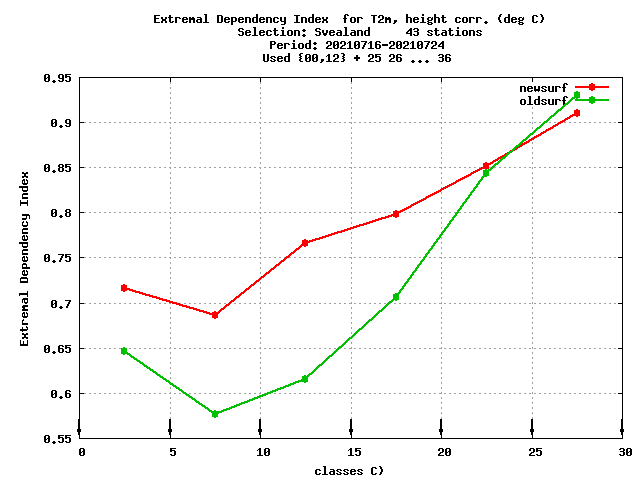 Extremal Dependency Index  for T2m, height corr. (deg C)
Selection: Svealand     43 stations
Period: 20210716-20210724
Used {00,12} + 25 26 ... 36
0.95
newsurf
oldsurf
0.9
0.85
0.8
0.75
0.7
0.65
0.6
0.55
Extremal Dependency Index
0 5 10 15 20 25 30
classes C)